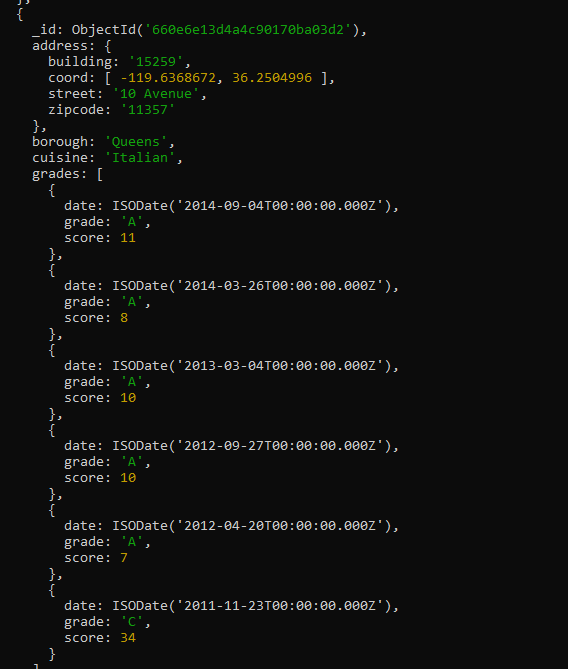 },
{
_id: ObjectId('660e6e13d4a4c90170ba03d2'),
address: {
building: '15259',
coord: [ -119.6368672, 36.2504996 ],
street: '10 Avenue',
zipcode: '11357'
},
borough: 'Queens',
cuisine: 'Italian',
grades: [
{
date: ISODate('2014-09-04T00:00:00.000Z'),
grade: 'A',
score: 11
},
{
date: ISODate('2014-03-26T00:00:00.000Z'),
grade: 'A',
score: 8
},
{
date: ISODate('2013-03-04T00:00:00.000Z'),
grade: 'A',
score: 10
},
{
date: ISODate('2012-09-27T00:00:00.000Z'),
grade: 'A',
score: 10
},
{
date: ISODate('2012-04-20T00:00:00.000Z'),
grade: 'A',
score: 7
},
{
date: ISODate('2011-11-23T00:00:00.000Z'),
grade: 'C',
score: 34
}